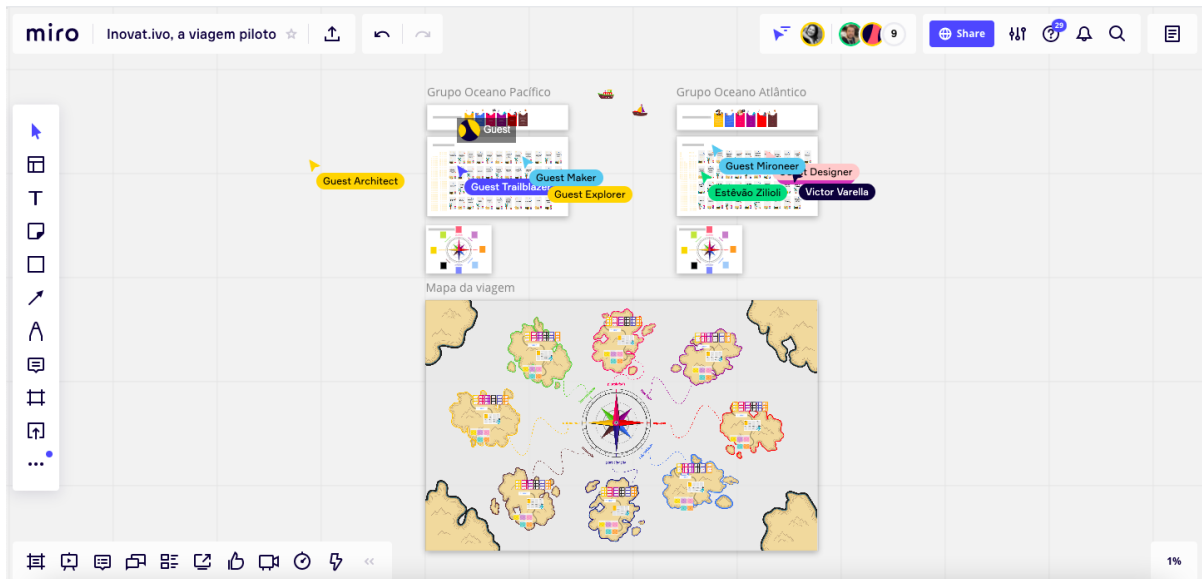 miro
Inovat.ivo, a viagem piloto
9
Share
29
Grupo Oceano Pacífico
Grupo Oceano Atlântico
Guest
Guest Architect
Guest Trailblazer
Guest Maker
Guest Explorer
Guest Mironeer
Guest Designer
Estêvão Zilioli
Victor Varella
Mapa da viagem
1%